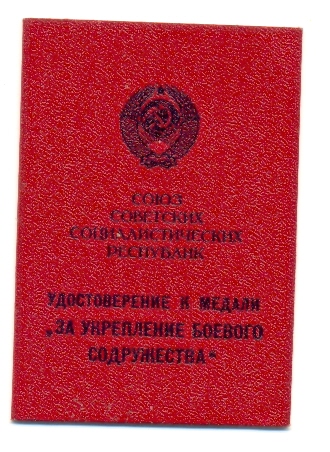 СОЮЗ
СОВЕТСКИХ
СОЦИАЛИСТИЧЕСКИХ
РЕСПУБЛИК
УДОСТОВЕРЕНИЕ К МЕДАЛИ
„ЗА УКРЕПЛЕНИЕ БОЕВОГО
СОДРУЖЕСТВА“